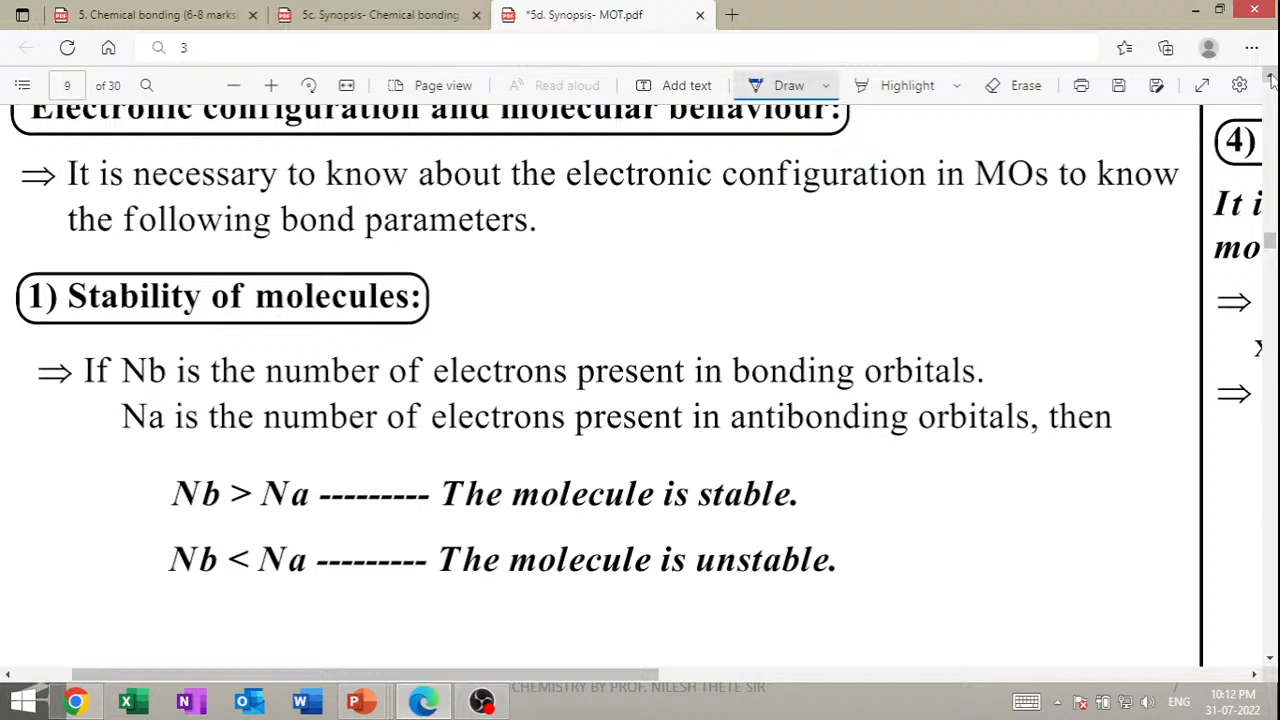 5. Chemical bonding (6-8 marks
5c. Synopsis- Chemical bonding
*5d. Synopsis- MOT.pdf
3
9 of 30
Page view
Read aloud
Add text
Draw
Highlight
Erase
Electronic configuration and molecular behaviour:
⇒ It is necessary to know about the electronic configuration in MOs to know
the following bond parameters.
1) Stability of molecules:
⇒ If Nb is the number of electrons present in bonding orbitals.
Na is the number of electrons present in antibonding orbitals, then
Nb > Na --------- The molecule is stable.
Nb < Na --------- The molecule is unstable.
4)
It i
mo
⇒
⇒
CHEMISTRY BY PROF. NILESH THETE SIR
7
ENG
10:12 PM
31-07-2022